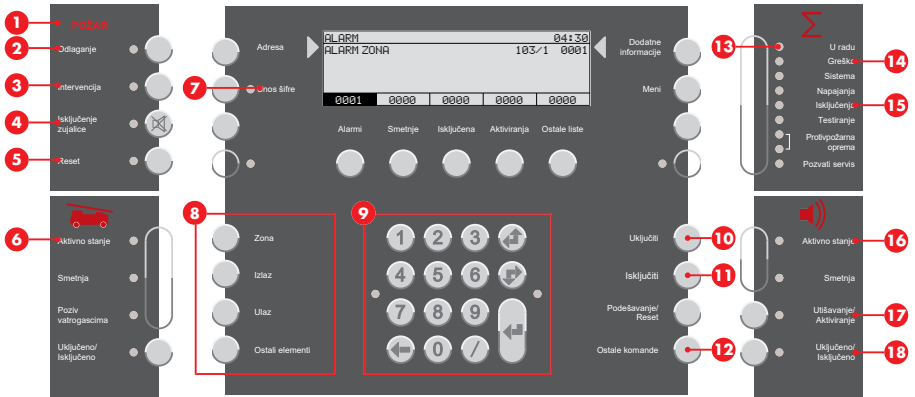 1
POŽAR
2
Odlaganje
3
Intervencija
4
Isključenje
zujalice
5
Reset
6
Aktivno stanje
Smetnja
Poziv
vatrogascima
Uključeno/
Isključeno
Adresa
7
Unos šifre
ALARM 04:30
ALARM ZONA 103/1 0001
0001 0000 0000 0000 0000
Alarmi
Smetnje
Isključena
Aktiviranja
Ostale liste
Dodatne
informacije
Meni
8
Zona
Izlaz
Ulaz
Ostali elementi
9
1 2 3
4 5 6
7 8 9
0 /
Uključiti
10
Isključiti
11
Podešavanje/
Reset
Ostale komande
12
Σ
13
U radu
Greška
14
Sistema
Napajanja
Isključenja
15
Testiranje
Protivpožarna
oprema
Pozvati servis
Aktivno stanje
16
Smetnja
Utišavanje/
Aktiviranje
17
Uključeno/
Isključeno
18